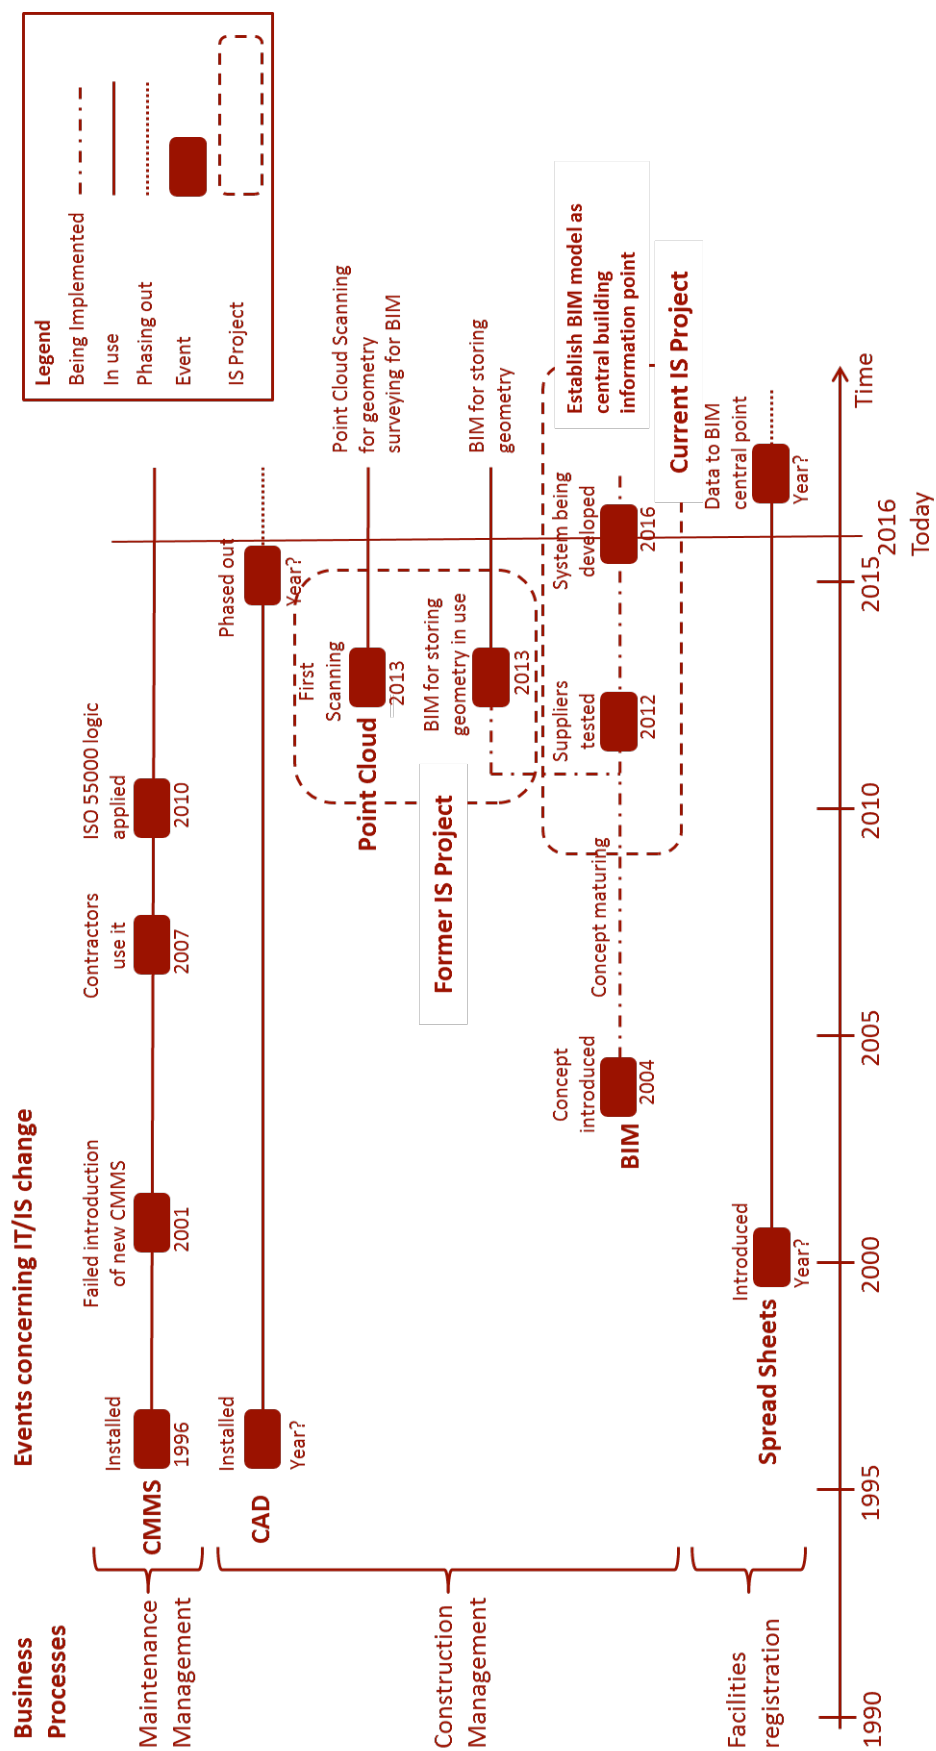 Business
Processes
Events concerning IT/IS change
Legend
Being Implemented
In use
Phasing out
Event
IS Project
Maintenance
Management
CMMS
Installed
1996
Failed introduction
of new CMMS
2001
Contractors
use it
2007
ISO 55000 logic
applied
2010
Construction
Management
CAD
Installed
Year?
Phased out
Year?
Point Cloud
First
Scanning
2013
Point Cloud Scanning
for geometry
surveying for BIM
Former IS Project
BIM for storing
geometry in use
2013
BIM for storing
geometry
BIM
Concept
introduced
2004
Concept maturing
Suppliers
tested
2012
System being
developed
2016
Establish BIM model as
central building
information point
Current IS Project
Facilities
registration
Spread Sheets
Introduced
Year?
Data to BIM
central point
Year?
Time
1990
1995
2000
2005
2010
2015
2016
Today